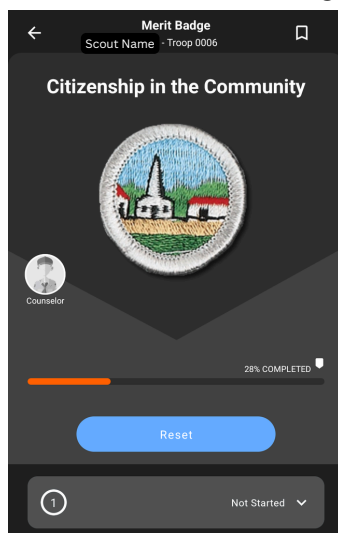 Merit Badge
Scout Name - Troop 0006
Citizenship in the Community
Counselor
28% COMPLETED
Reset
1 Not Started